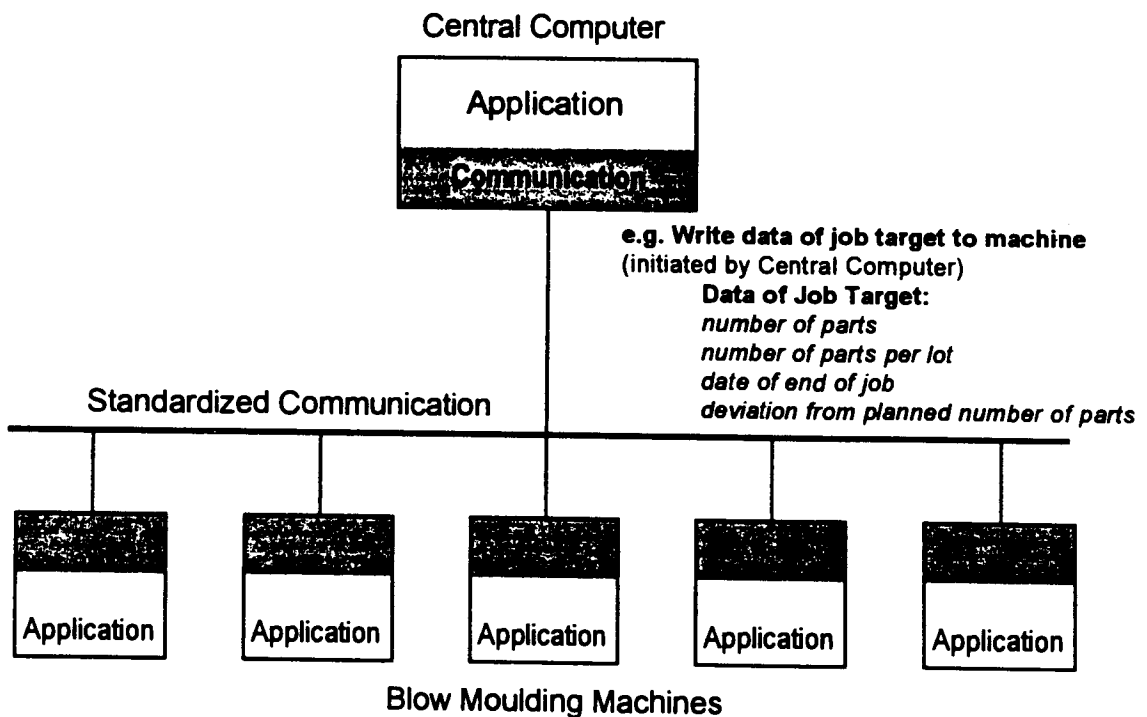 Central Computer
Application
Communication
e.g. Write data of job target to machine
(initiated by Central Computer)
Data of Job Target:
number of parts
number of parts per lot
date of end of job
deviation from planned number of parts
Standardized Communication
Application Application Application Application Application
Blow Moulding Machines